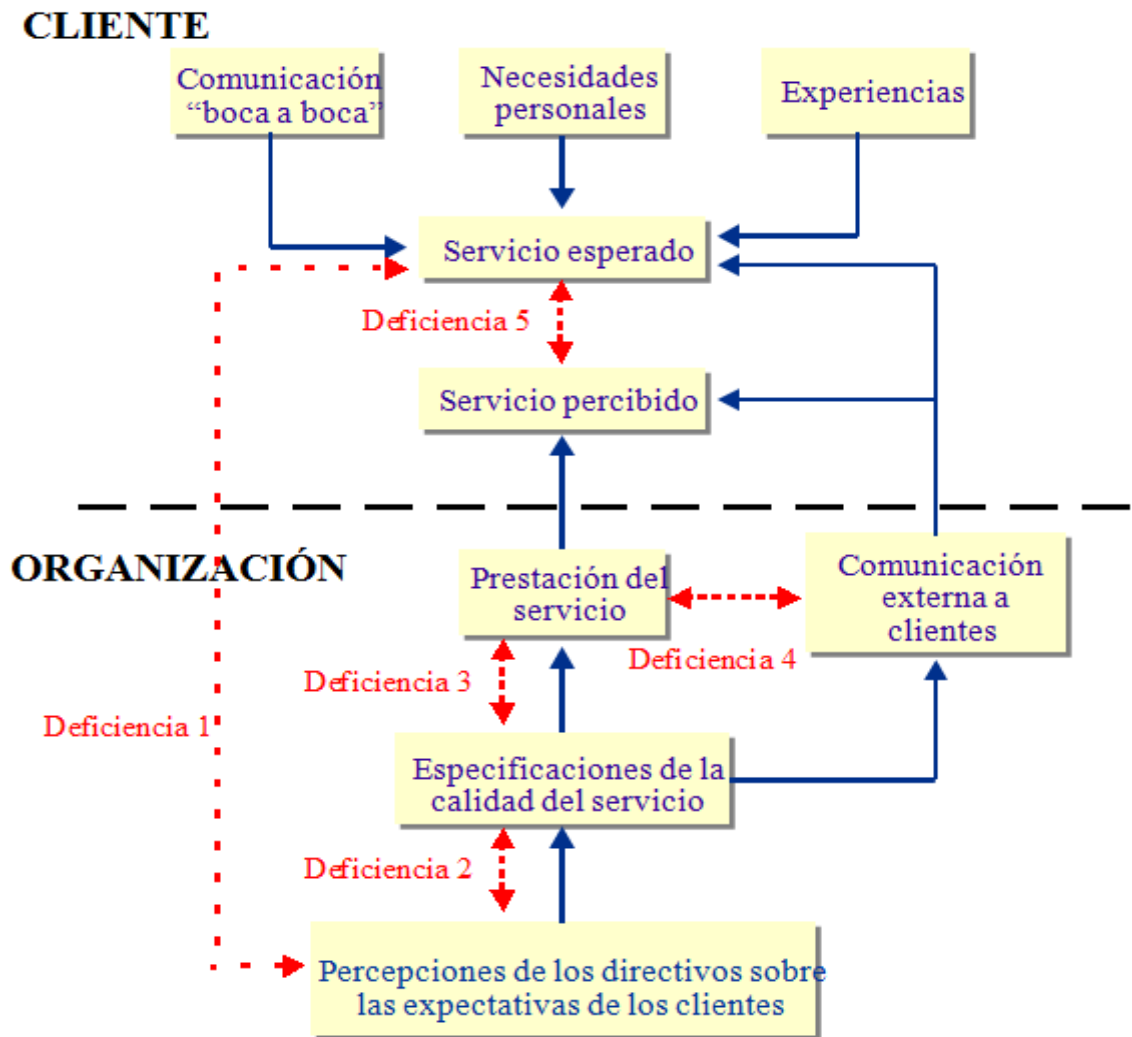 CLIENTE
Comunicación
“boca a boca”
Necesidades
personales
Experiencias
Servicio esperado
Deficiencia 5
Servicio percibido
ORGANIZACIÓN
Prestación del
servicio
Comunicación
externa a
clientes
Deficiencia 4
Deficiencia 3
Deficiencia 1
Especificaciones de la
calidad del servicio
Deficiencia 2
Percepciones de los directivos sobre
las expectativas de los clientes